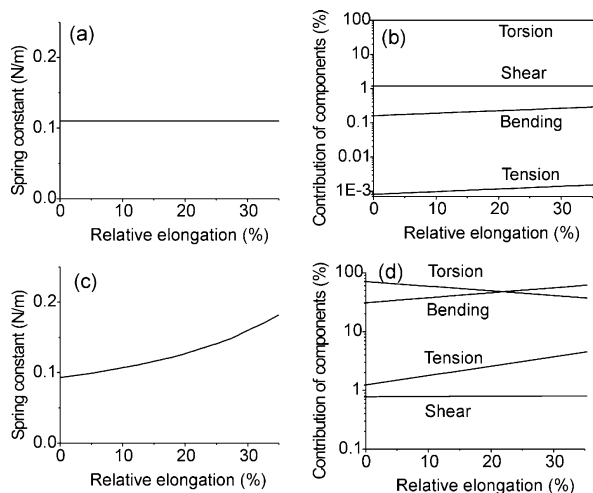 (a)
Spring constant (N/m)
0.2
0.1
0.0
0 10 20 30
Relative elongation (%)
(b)
Contribution of components (%)
100
10
1
0.1
0.01
1E-3
Torsion
Shear
Bending
Tension
0 10 20 30
Relative elongation (%)
(c)
Spring constant (N/m)
0.2
0.1
0.0
0 10 20 30
Relative elongation (%)
(d)
Contribution of components (%)
100
10
1
0.1
Torsion
Bending
Tension
Shear
0 10 20 30
Relative elongation (%)